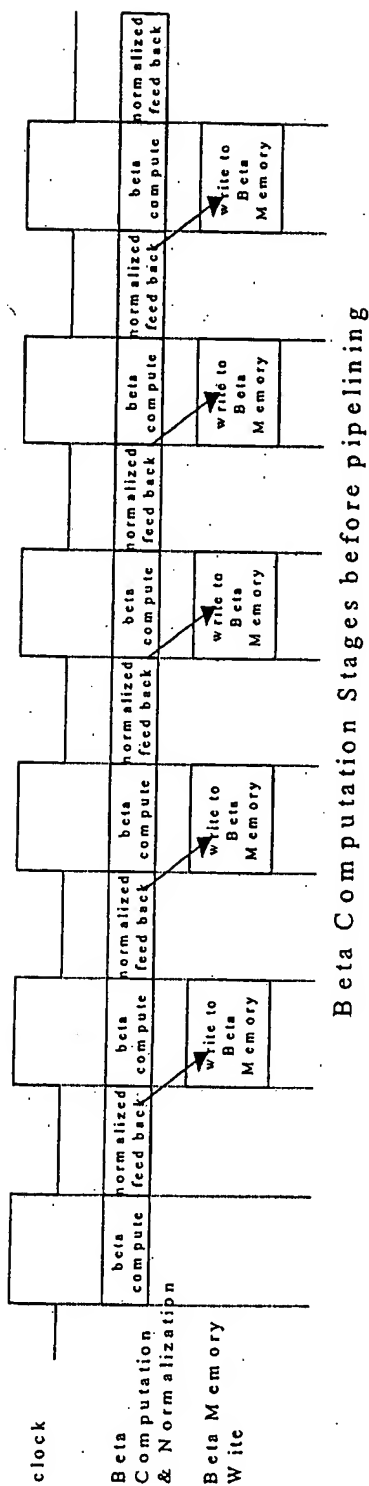 clock
Beta
Computation
& Normalization
beta
compute
normalized
feed back
beta
compute
normalized
feed back
beta
compute
normalized
feed back
beta
compute
normalized
feed back
beta
compute
normalized
feed back
beta
compute
normalized
feed back
Beta Memory
Write
write to
Beta
Memory
write to
Beta
Memory
write to
Beta
Memory
write to
Beta
Memory
write to
Beta
Memory
Beta Computation Stages before pipelining